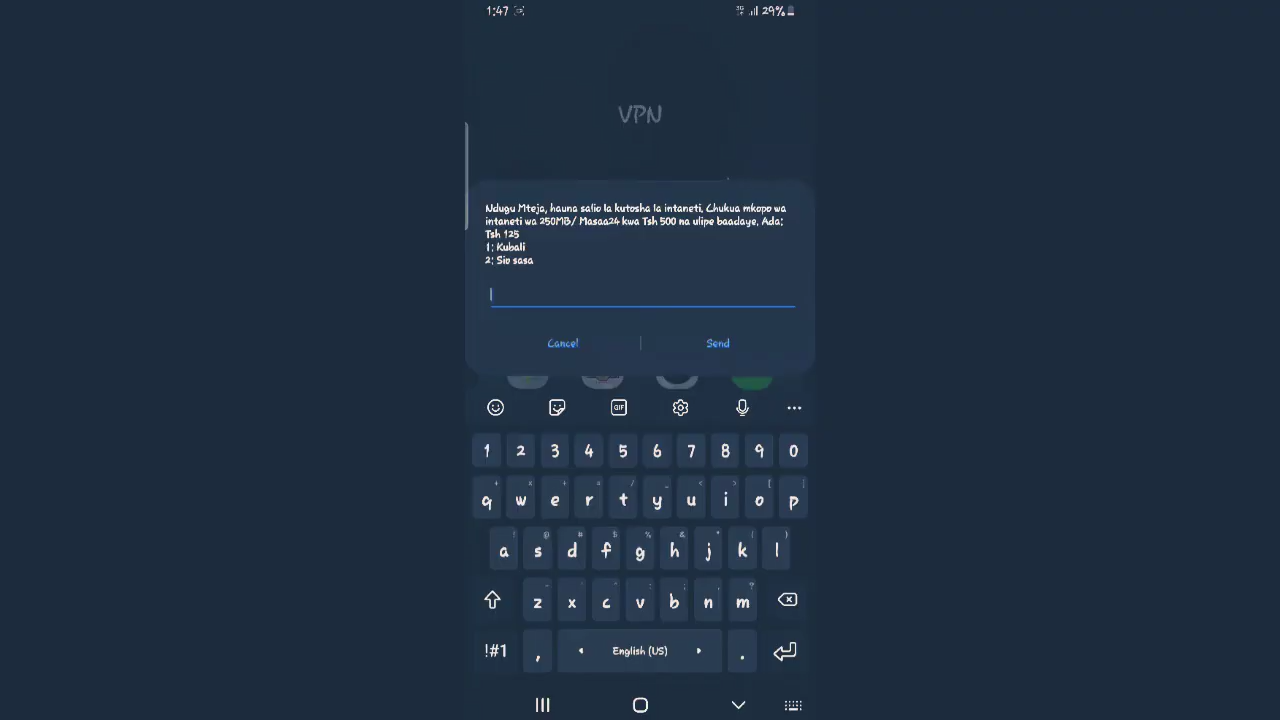 1:47 29%
VPN
Ndugu Mteja, hauna salio la kutosha la intaneti. Chukua mkopo wa
intaneti wa 250MB/ Masaa24 kwa Tsh 500 na ulipe baadaye. Ada:
Tsh 125
1: Kubali
2: Sio sasa
Cancel Send
GIF
1 2 3 4 5 6 7 8 9 0
q w e r t y u i o p
a s d f g h j k l
z x c v b n m
!#1 , English (US) .